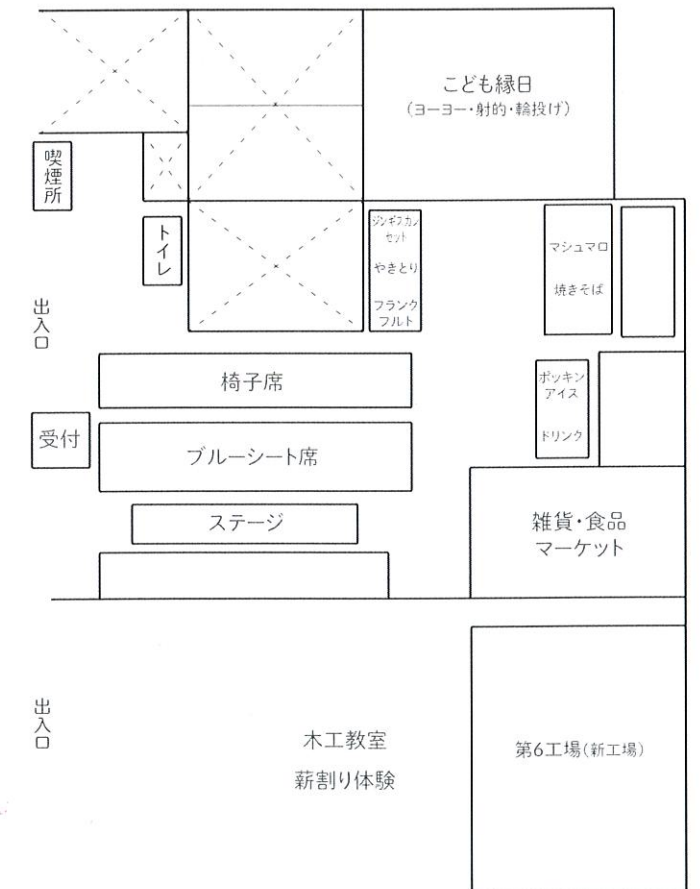 こども縁日
(ヨーヨー・射的・輪投げ)
喫煙所
トイレ
ジンギスカン
セット
やきとり
フランク
フルト
マシュマロ
焼きそば
出入口
椅子席
ポッキン
アイス
ドリンク
受付
ブルーシート席
ステージ
雑貨・食品
マーケット
出入口
木工教室
薪割り体験
第6工場(新工場)